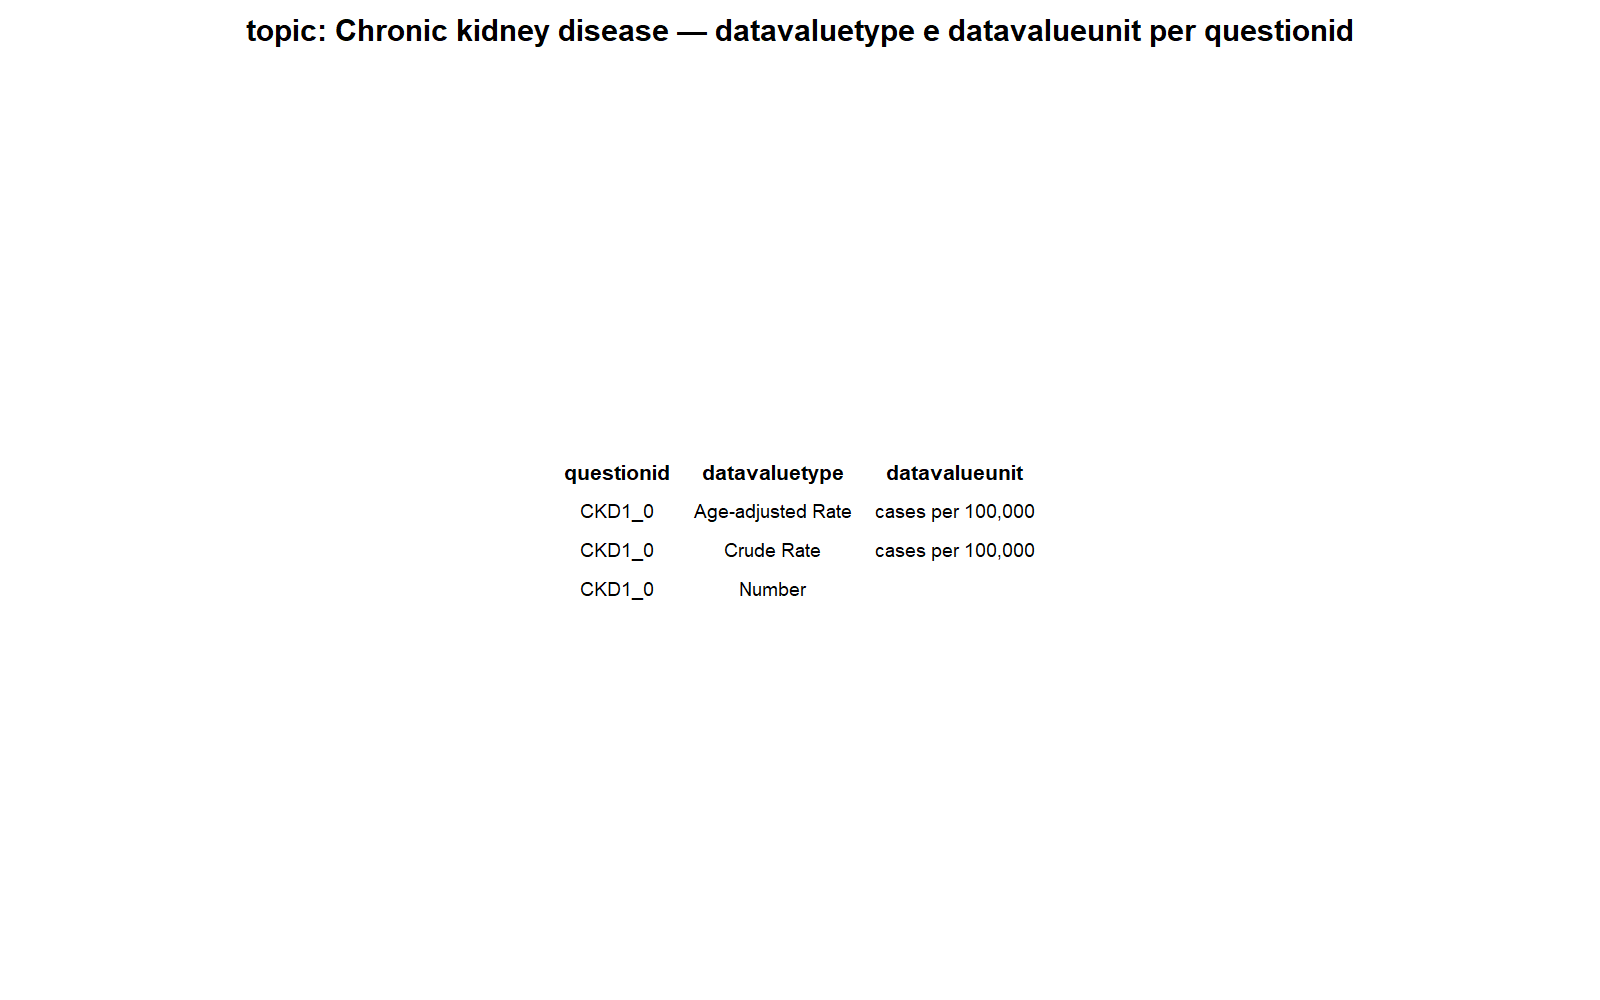 topic: Chronic kidney disease — datavaluetype e datavalueunit per questionid
questionid datavaluetype datavalueunit
CKD1_0 Age-adjusted Rate cases per 100,000
CKD1_0 Crude Rate cases per 100,000
CKD1_0 Number